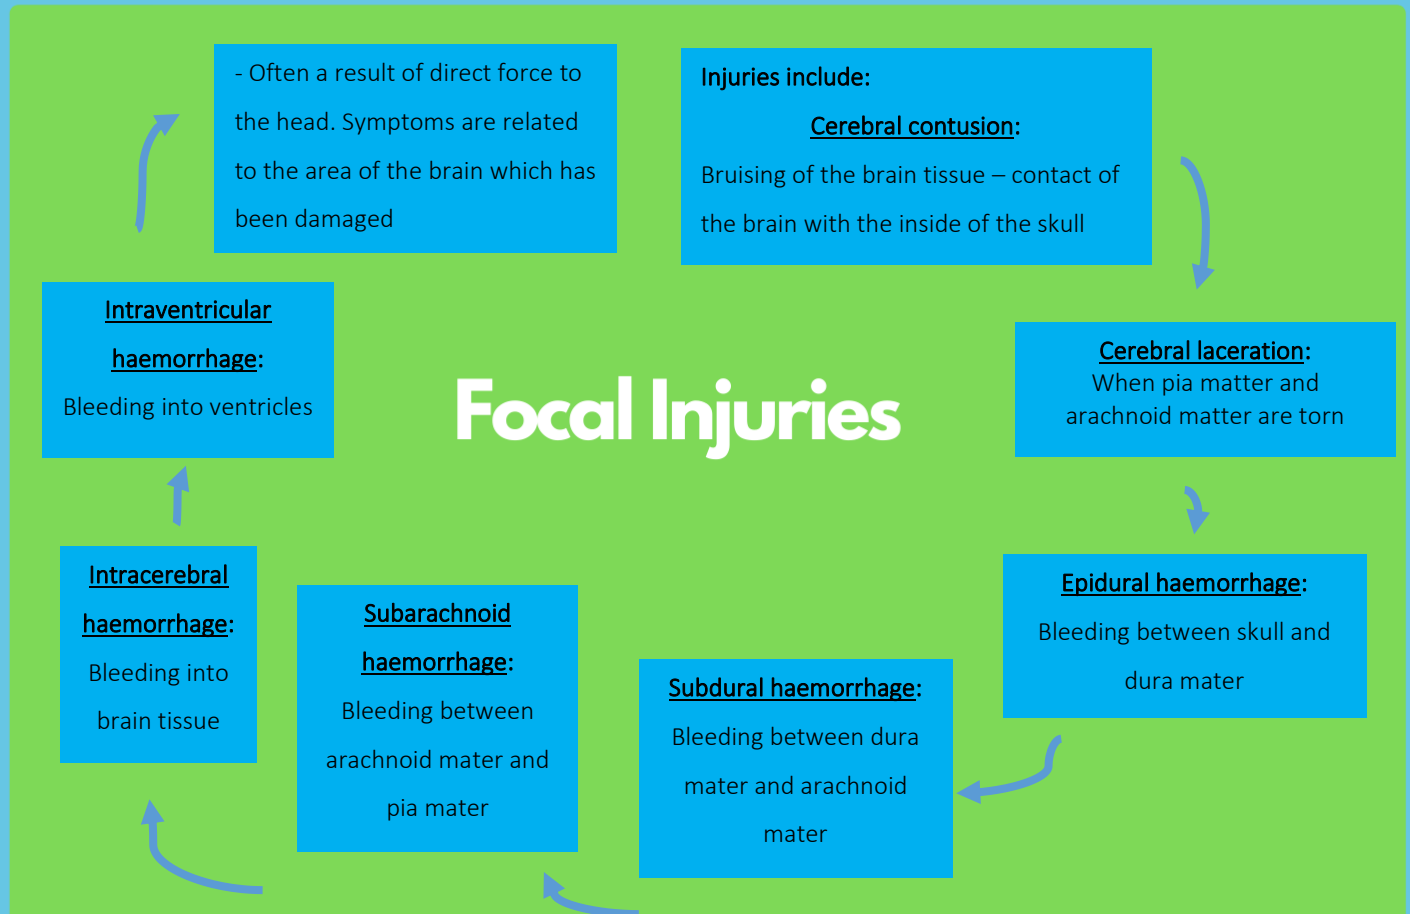 - Often a result of direct force to
the head. Symptoms are related
to the area of the brain which has
been damaged
Injuries include:
Cerebral contusion:
Bruising of the brain tissue – contact of
the brain with the inside of the skull
Cerebral laceration:
When pia matter and
arachnoid matter are torn
Epidural haemorrhage:
Bleeding between skull and
dura mater
Subdural haemorrhage:
Bleeding between dura
mater and arachnoid
mater
Subarachnoid
haemorrhage:
Bleeding between
arachnoid mater and
pia mater
Intracerebral
haemorrhage:
Bleeding into
brain tissue
Intraventricular
haemorrhage:
Bleeding into ventricles
Focal Injuries